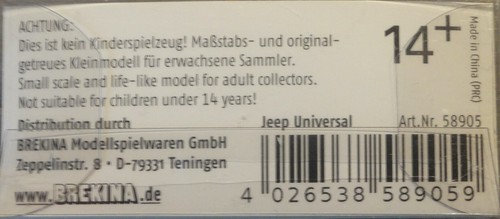 ACHTUNG:
Dies ist kein Kinderspielzeug! Maßstabs- und original-
getreues Kleinmodell für erwachsene Sammler.
Small scale and life-like model for adult collectors.
Not suitable for children under 14 years!
14+
Made in China (PRC)
Distribution durch
BREKINA Modellspielwaren GmbH
Zeppelinstr. 8 • D-79331 Teningen
www.BREKINA.de
Jeep Universal Art.Nr. 58905
4 026538 589059